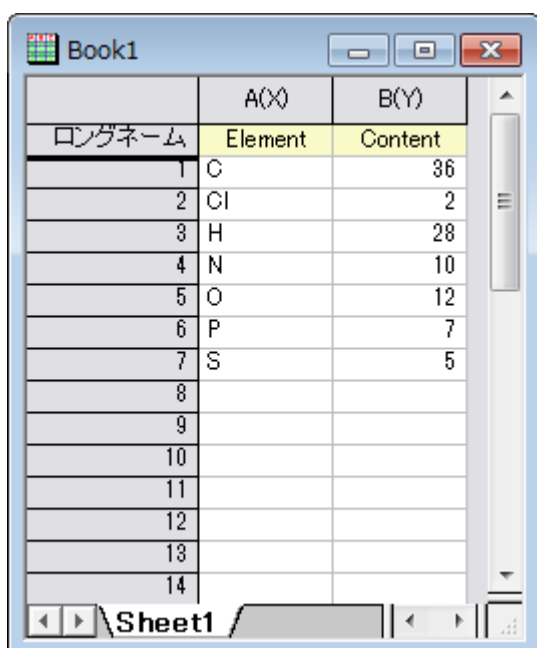 Book1
A(X) B(Y)
ロングネーム Element Content
1 C 36
2 Cl 2
3 H 28
4 N 10
5 O 12
6 P 7
7 S 5
8
9
10
11
12
13
14
Sheet1